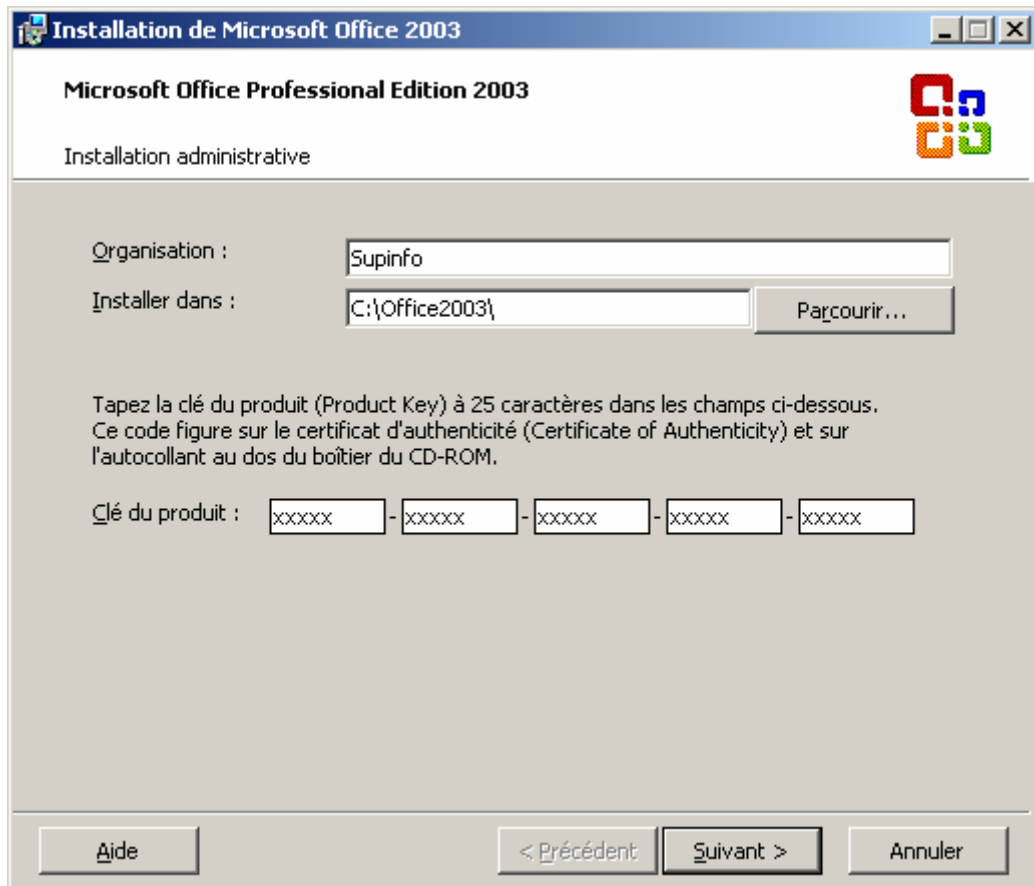 Installation de Microsoft Office 2003
Microsoft Office Professional Edition 2003
Installation administrative
Organisation :
Supinfo
Installer dans :
C:\Office2003\
Parcourir...
Tapez la clé du produit (Product Key) à 25 caractères dans les champs ci-dessous.
Ce code figure sur le certificat d'authenticité (Certificate of Authenticity) et sur
l'autocollant au dos du boîtier du CD-ROM.
Clé du produit : xxxxx - xxxxx - xxxxx - xxxxx - xxxxx
Aide < Précédent Suivant > Annuler